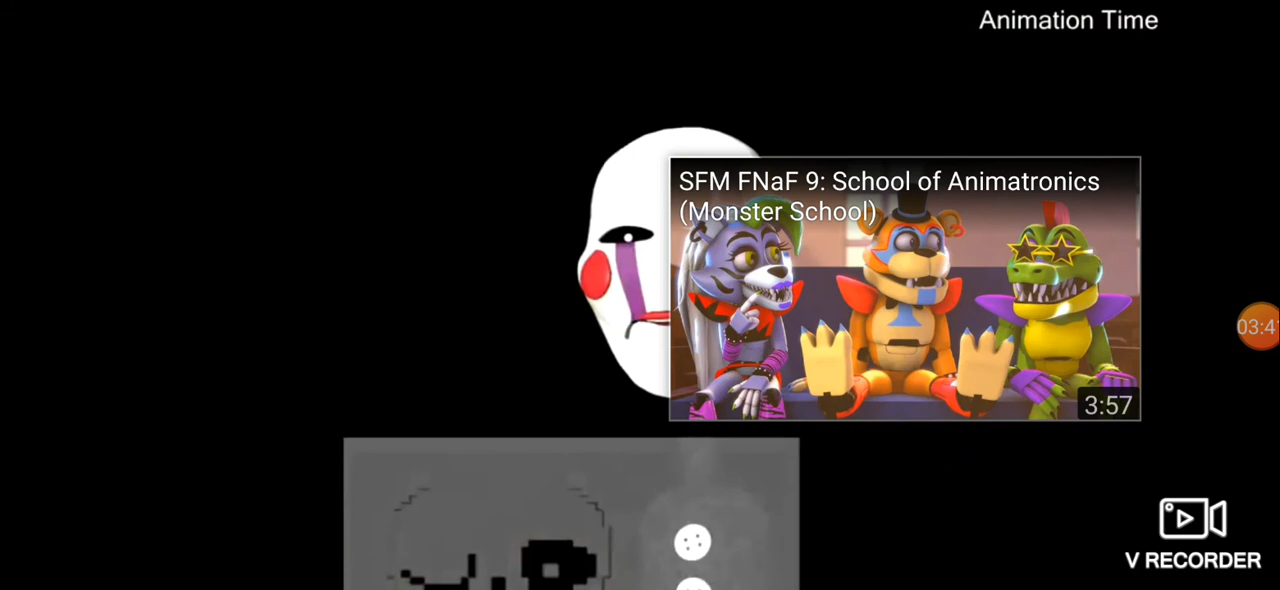 Animation Time
SFM FNaF 9: School of Animatronics
(Monster School)
3:57
V RECORDER